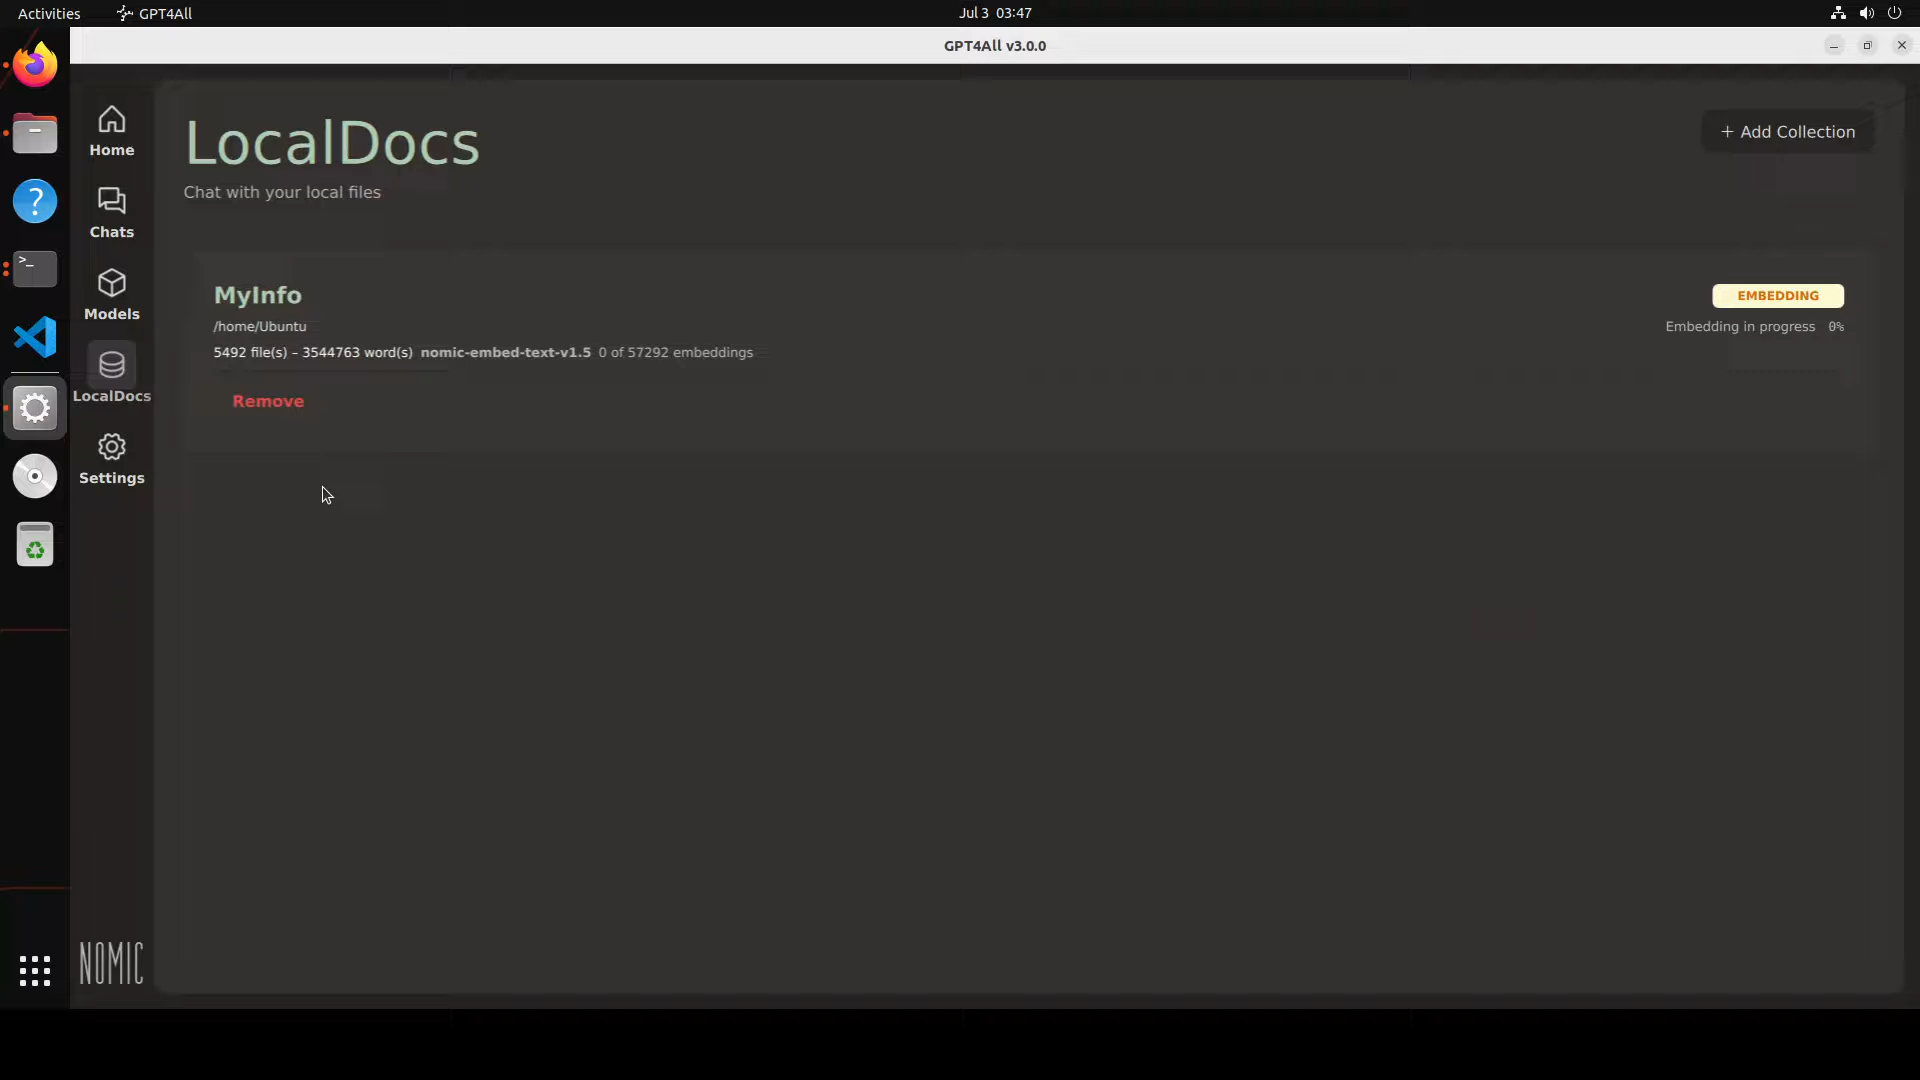 Activities GPT4All Jul 3 03:47
GPT4All v3.0.0
Home
Chats
Models
LocalDocs
Settings
NOMIC
LocalDocs
+ Add Collection
Chat with your local files
MyInfo
EMBEDDING
/home/Ubuntu
Embedding in progress 0%
5492 file(s) – 3544763 word(s) nomic-embed-text-v1.5 0 of 57292 embeddings
Remove